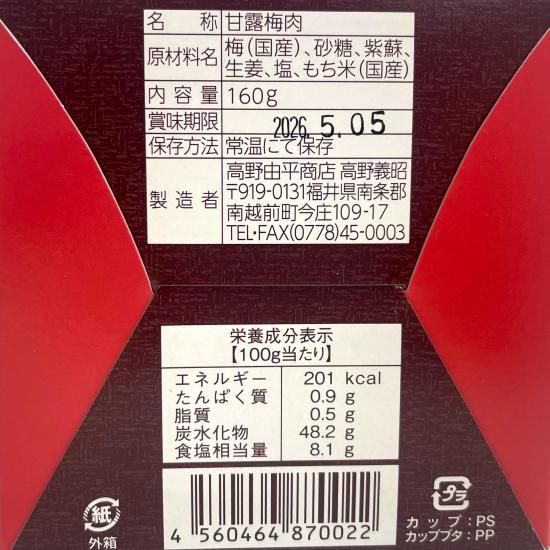 名称 甘露梅肉
原材料名 梅(国産)、砂糖、紫蘇、
生姜、塩、もち米(国産)
内容量 160g
賞味期限 2026.5.05
保存方法 常温にて保存
製造者 高野由平商店 高野義昭
〒919-0131福井県南条郡
南越前町今庄109-17
TEL・FAX(0778)45-0003
栄養成分表示
【100g当たり】
エネルギー 201 kcal
たんぱく質 0.9 g
脂質 0.5 g
炭水化物 48.2 g
食塩相当量 8.1 g
4 560464 870022
紙
外箱
プラ
カップ:PS
カップブタ:PP